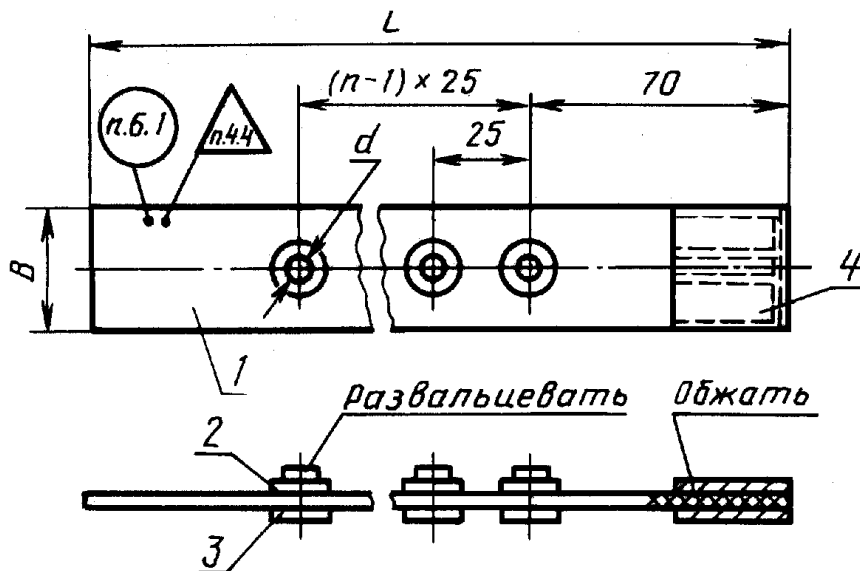 L
(n-1) × 25
70
п.6.1
п.4.4
d
25
B
4
1
Развальцевать
Обжать
2
3